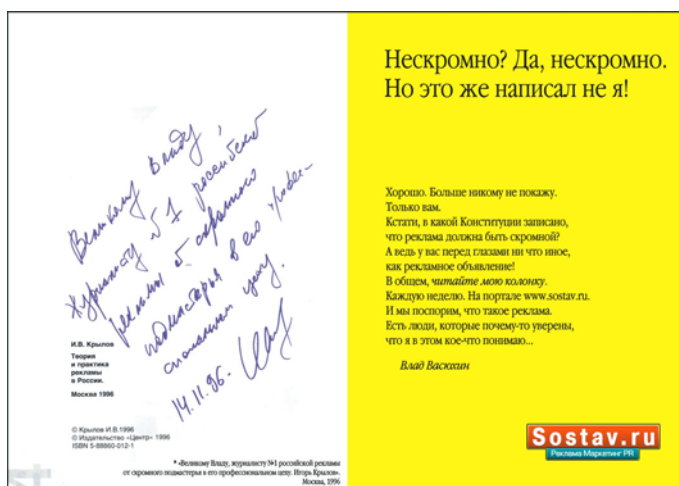 Великому Владу,
журналисту №1 российской
рекламы от скромного
подмастерья в его профес-
сиональном цеху.
14.11.96.
И.В. Крылов
Теория
и практика
рекламы
в России.
Москва 1996
© Крылов И.В.1996
© Издательство «Центр» 1996
ISBN 5-88860-012-1
* «Великому Владу, журналисту №1 российской рекламы
от скромного подмастерья в его профессиональном цеху. Игорь Крылов».
Москва, 1996
Нескромно? Да, нескромно.
Но это же написал не я!
Хорошо. Больше никому не покажу.
Только вам.
Кстати, в какой Конституции записано,
что реклама должна быть скромной?
А ведь у вас перед глазами ни что иное,
как рекламное объявление!
В общем, читайте мою колонку.
Каждую неделю. На портале www.sostav.ru.
И мы поспорим, что такое реклама.
Есть люди, которые почему-то уверены,
что я в этом кое-что понимаю...
Влад Васюхин
Sostav.ru
Реклама Маркетинг PR